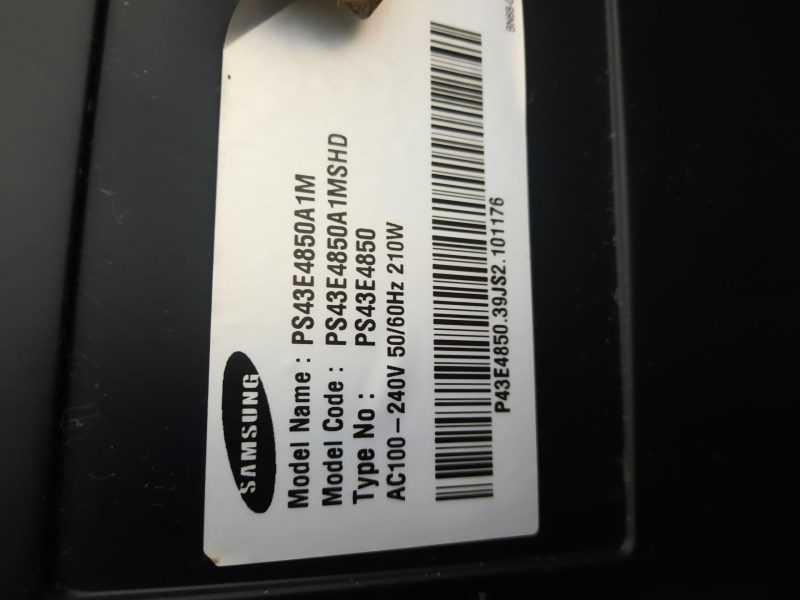 SAMSUNG
Model Name : PS43E4850A1M
Model Code : PS43E4850A1MSHD
Type No : PS43E4850
AC100-240V 50/60Hz 210W
P43E4850.39JS2.101176